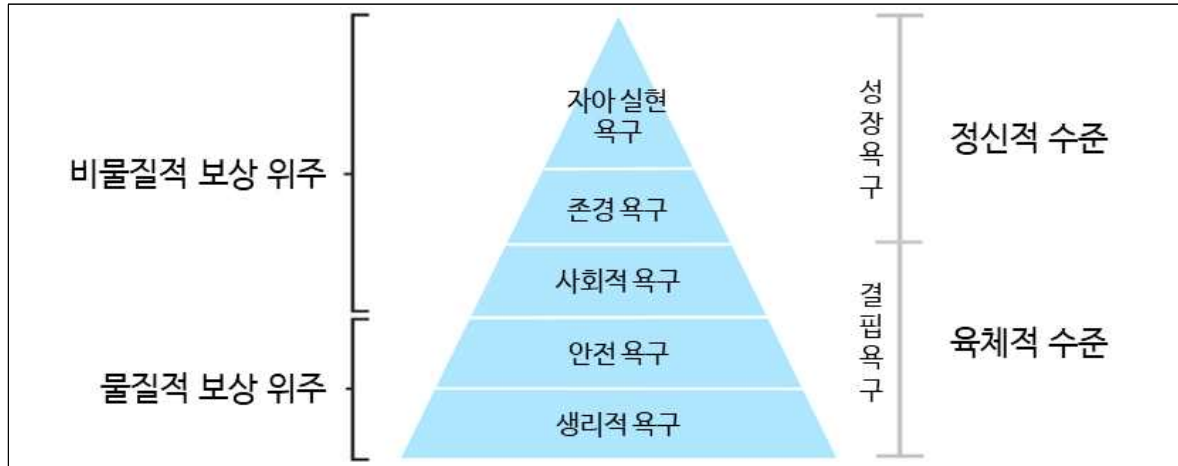 자아 실현
욕구
존경 욕구
사회적 욕구
안전 욕구
생리적 욕구
비물질적 보상 위주
물질적 보상 위주
성장욕구
결핍욕구
정신적 수준
육체적 수준